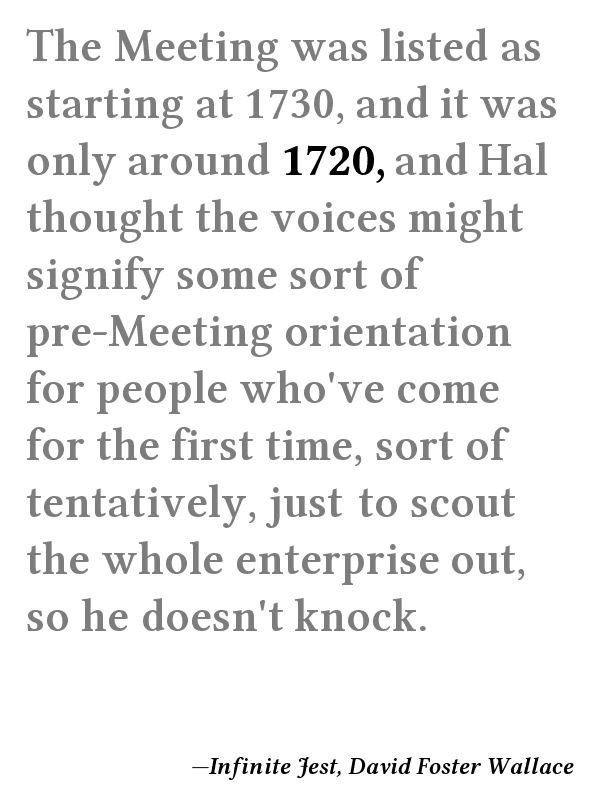 The Meeting was listed as
starting at 1730, and it was
only around 1720, and Hal
thought the voices might
signify some sort of
pre-Meeting orientation
for people who've come
for the first time, sort of
tentatively, just to scout
the whole enterprise out,
so he doesn't knock.
—Infinite Jest, David Foster Wallace